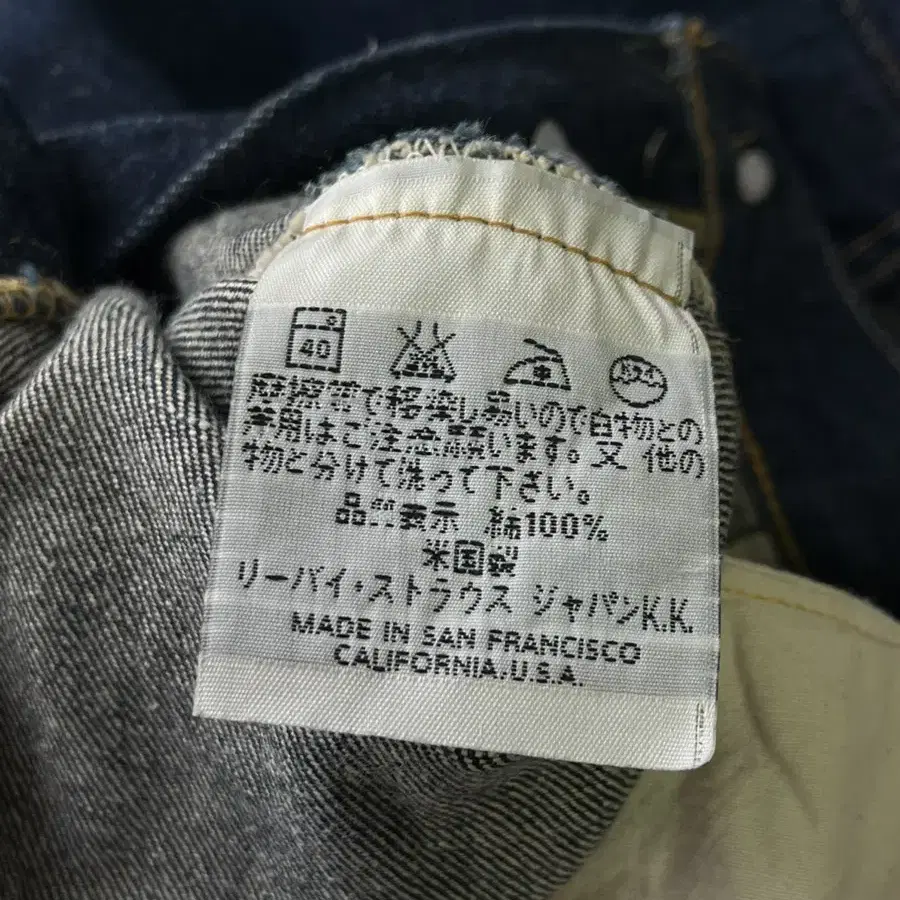 40
摩擦等で移染し易いので白物との
着用はご注意願います。又 他の
物と分けて洗って下さい。
品質表示 綿100%
米国製
リーバイ・ストラウス ジャパンK.K.
MADE IN SAN FRANCISCO
CALIFORNIA,U.S.A.